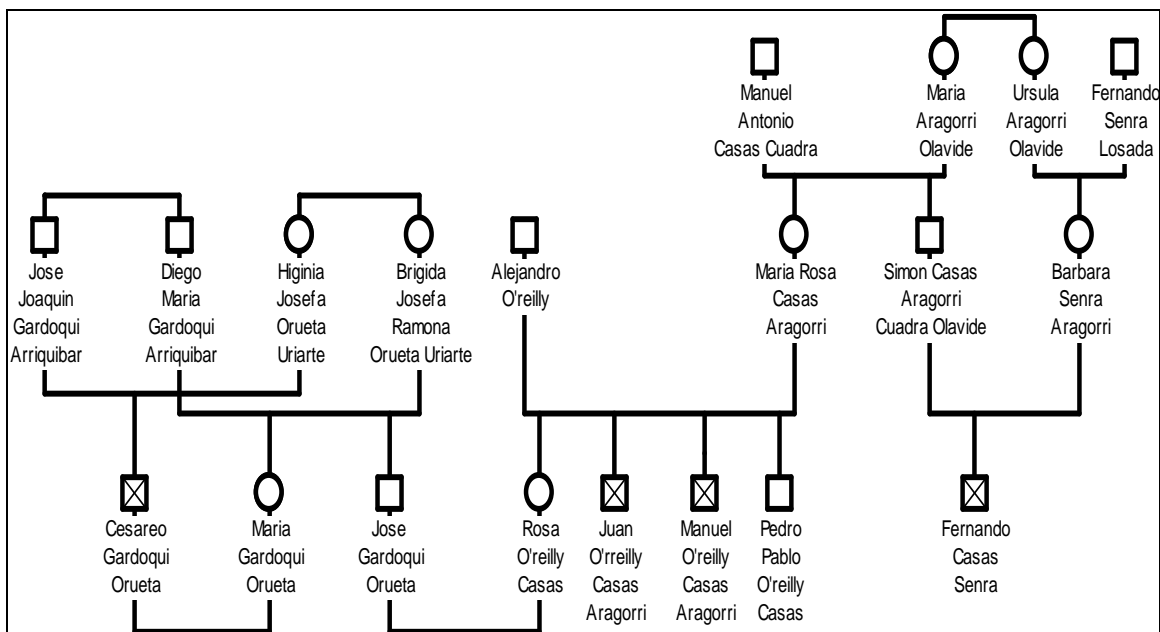 Manuel
Antonio
Casas Cuadra
Maria
Aragorri
Olavide
Ursula
Aragorri
Olavide
Fernando
Senra
Losada
Jose
Joaquin
Gardoqui
Arriquibar
Diego
Maria
Gardoqui
Arriquibar
Higinia
Josefa
Orueta
Uriarte
Brigida
Josefa
Ramona
Orueta Uriarte
Alejandro
O'reilly
Maria Rosa
Casas
Aragorri
Simon Casas
Aragorri
Cuadra Olavide
Barbara
Senra
Aragorri
Cesareo
Gardoqui
Orueta
Maria
Gardoqui
Orueta
Jose
Gardoqui
Orueta
Rosa
O'reilly
Casas
Juan
O'rreilly
Casas
Aragorri
Manuel
O'reilly
Casas
Aragorri
Pedro
Pablo
O'reilly
Casas
Fernando
Casas
Senra